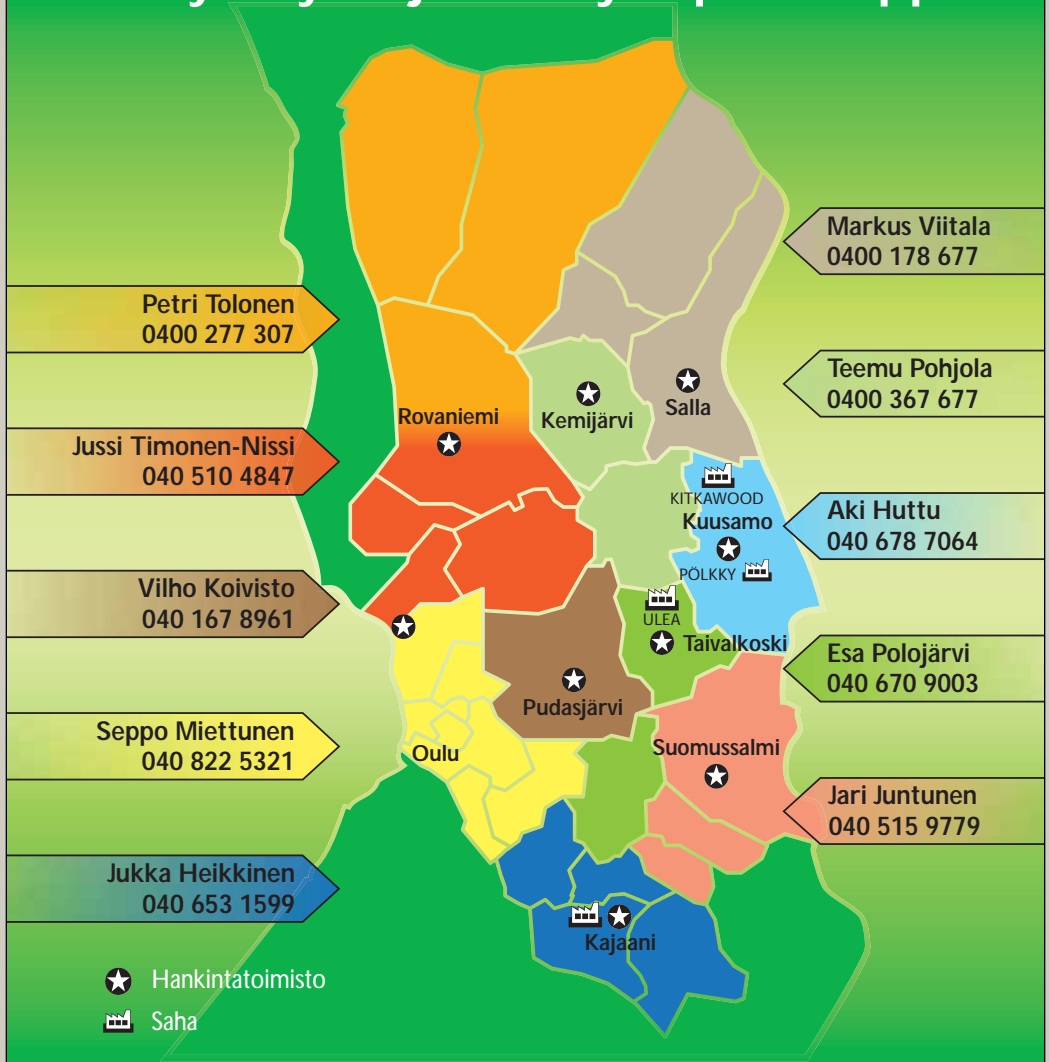 Markus Viitala
0400 178 677
Petri Tolonen
0400 277 307
Teemu Pohjola
0400 367 677
Rovaniemi
Kemijärvi
Salla
Jussi Timonen-Nissi
040 510 4847
KITKAWOOD
Kuusamo
PÖLKKY
Aki Huttu
040 678 7064
Vilho Koivisto
040 167 8961
ULEA
Taivalkoski
Esa Polojärvi
040 670 9003
Pudasjärvi
Seppo Miettunen
040 822 5321
Oulu
Suomussalmi
Jari Juntunen
040 515 9779
Jukka Heikkinen
040 653 1599
Kajaani
Hankintatoimisto
Saha